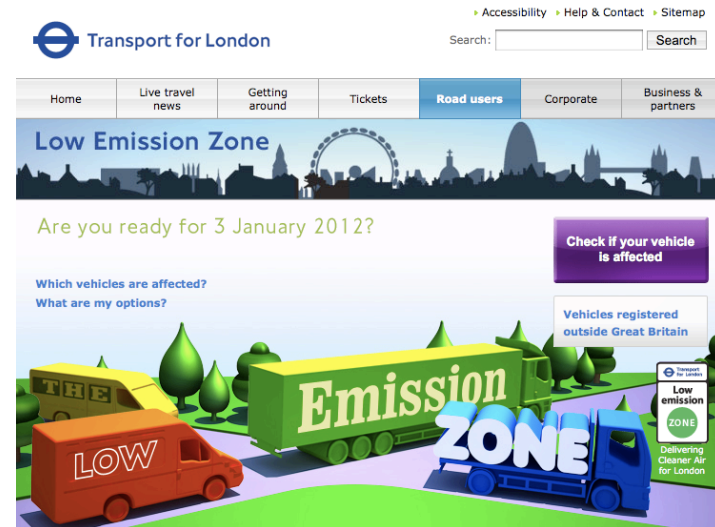 Accessibility Help & Contact Sitemap
Transport for London
Search: Search
Home
Live travel
news
Getting
around
Tickets
Road users
Corporate
Business &
partners
Low Emission Zone
Are you ready for 3 January 2012?
Check if your vehicle
is affected
Which vehicles are affected?
What are my options?
Vehicles registered
outside Great Britain
THE
Emission
LOW
ZONE
Transport
for London
Low
emission
ZONE
Delivering
Cleaner Air
for London